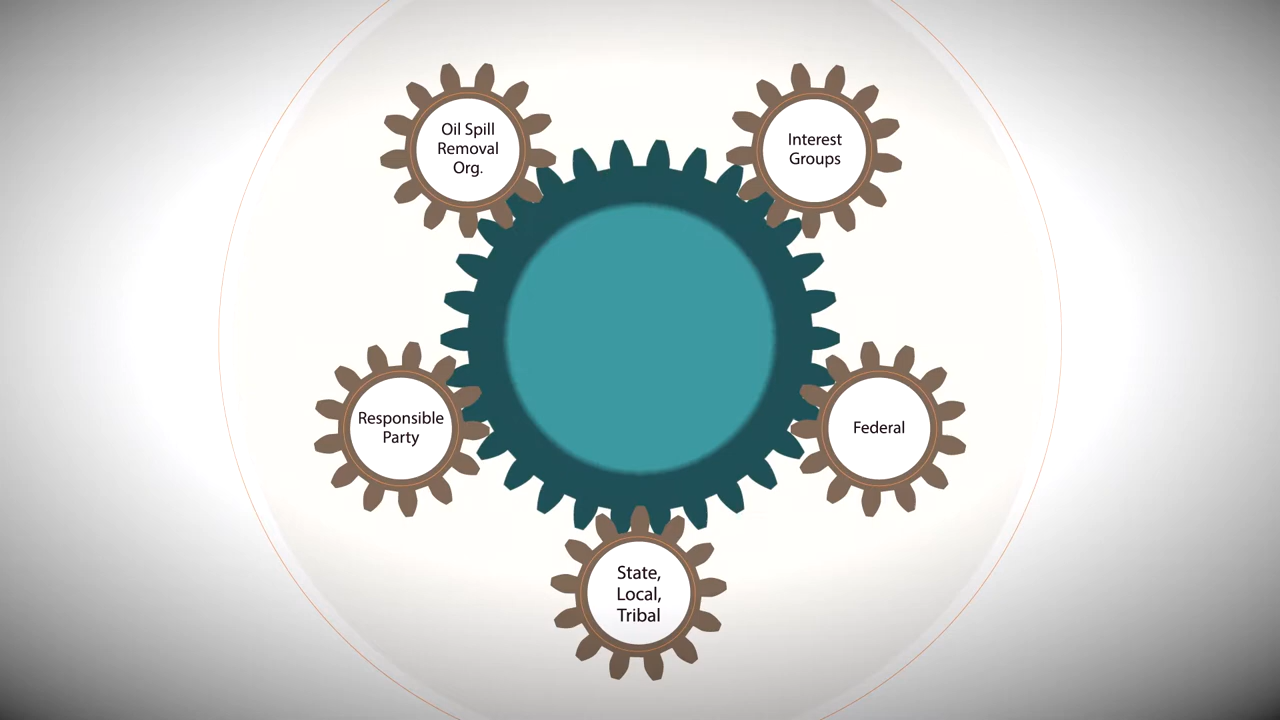 Oil Spill
Removal
Org.
Interest
Groups
Responsible
Party
Federal
State,
Local,
Tribal